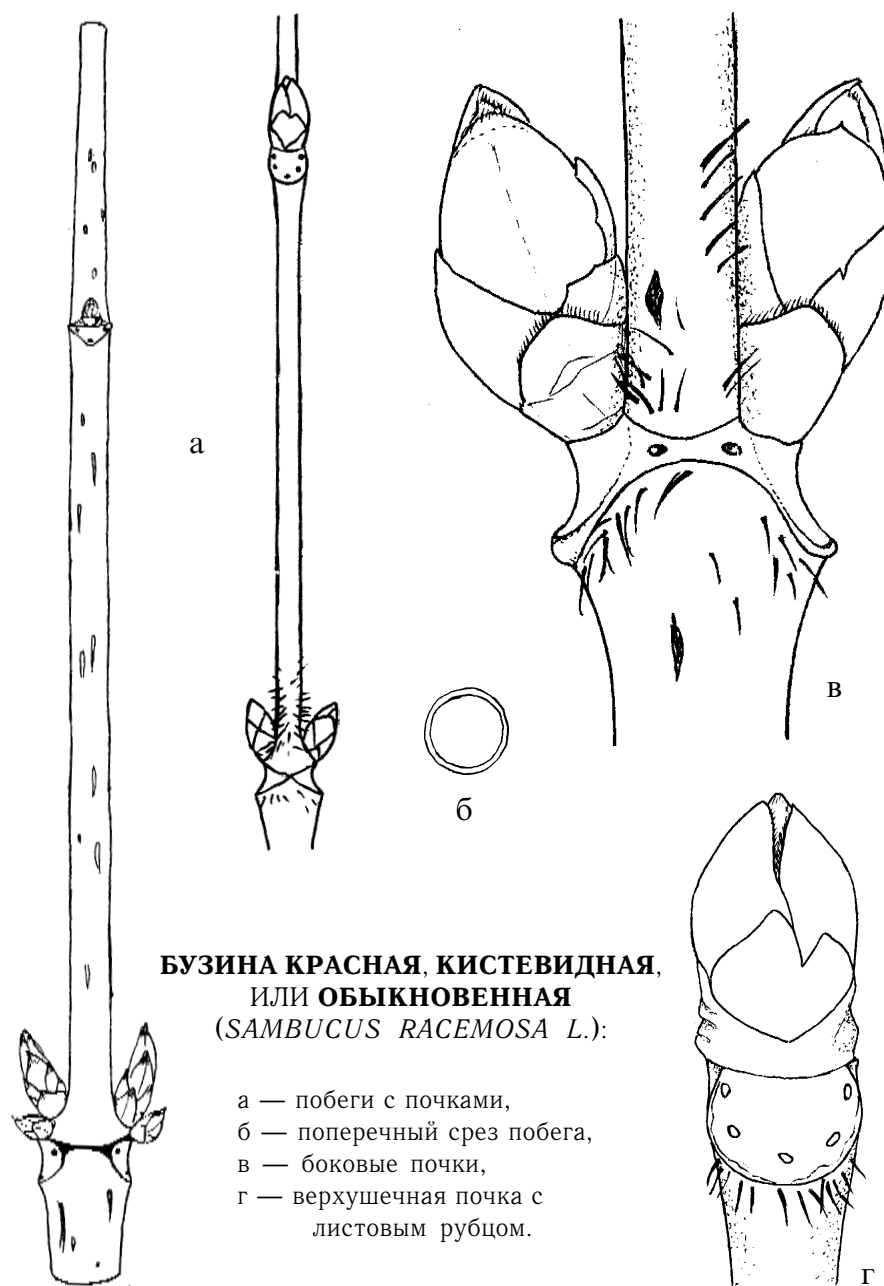 а
в
б
БУЗИНА КРАСНАЯ, КИСТЕВИДНАЯ,
ИЛИ ОБЫКНОВЕННАЯ
(SAMBUCUS RACEMOSA L.):
а — побеги с почками,
б — поперечный срез побега,
в — боковые почки,
г — верхушечная почка с
листовым рубцом.
г